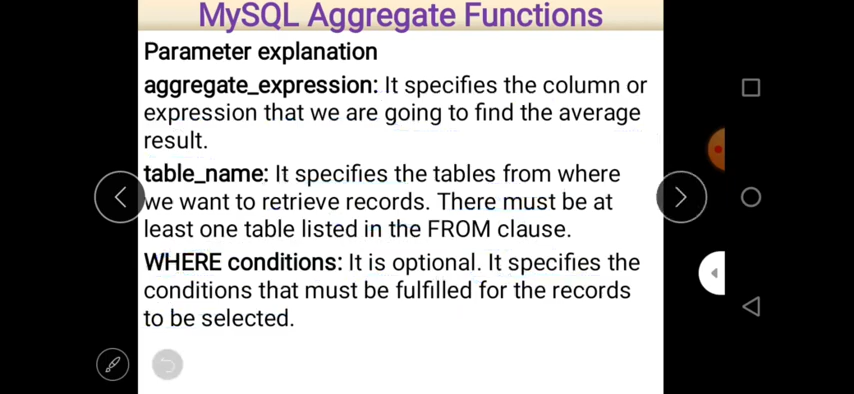 MySQL Aggregate Functions
Parameter explanation
aggregate_expression: It specifies the column or
expression that we are going to find the average
result.
table_name: It specifies the tables from where
we want to retrieve records. There must be at
least one table listed in the FROM clause.
WHERE conditions: It is optional. It specifies the
conditions that must be fulfilled for the records
to be selected.